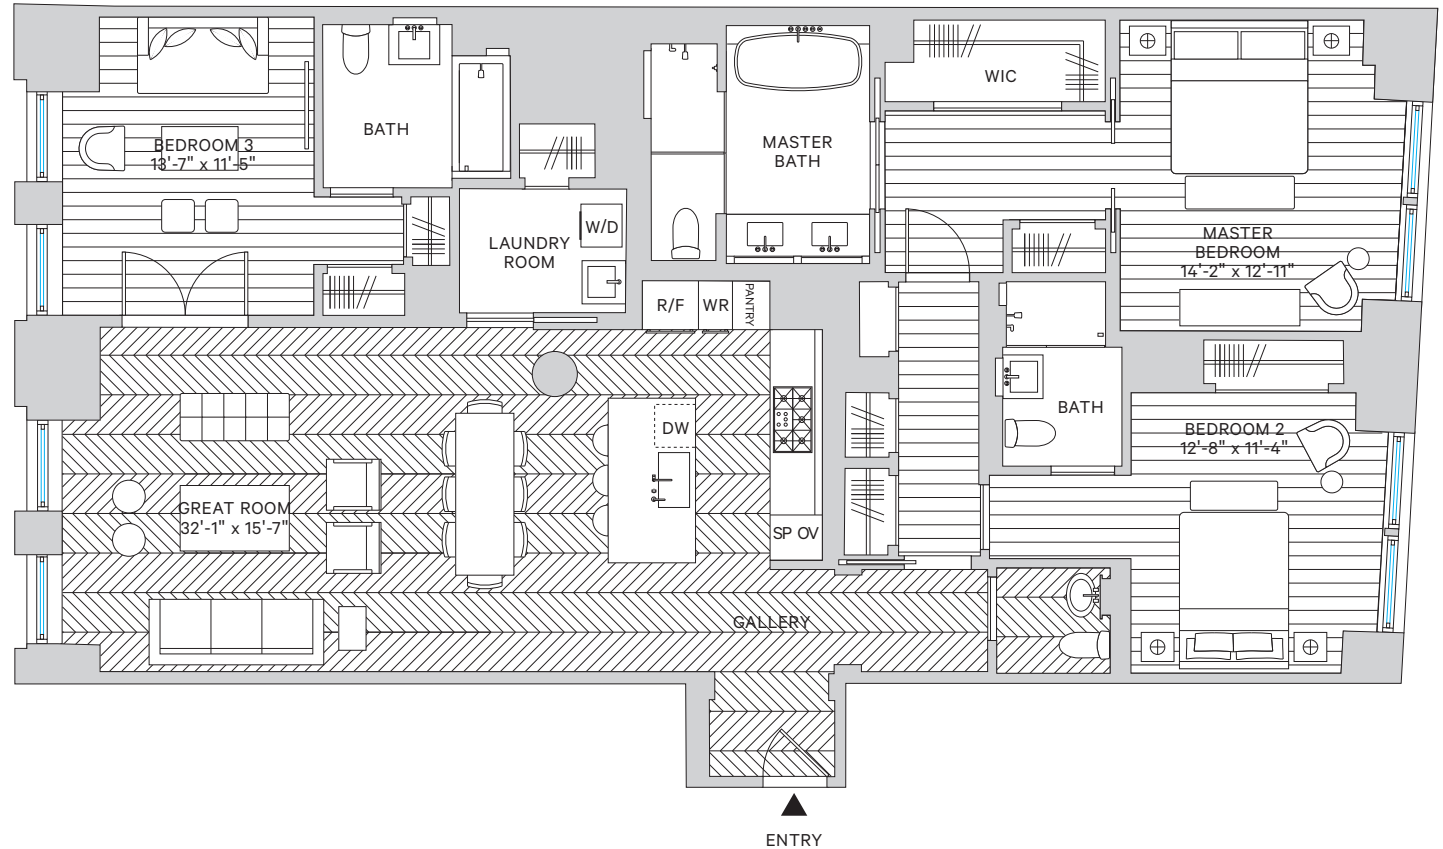 WIC
BATH
BEDROOM 3
13'-7" x 11'-5"
MASTER
BATH
W/D
LAUNDRY
ROOM
MASTER
BEDROOM
14'-2" x 12'-11"
R/F
WR
PANTRY
BATH
DW
BEDROOM 2
12'-8" x 11'-4"
GREAT ROOM
32'-1" x 15'-7"
SP OV
GALLERY
ENTRY